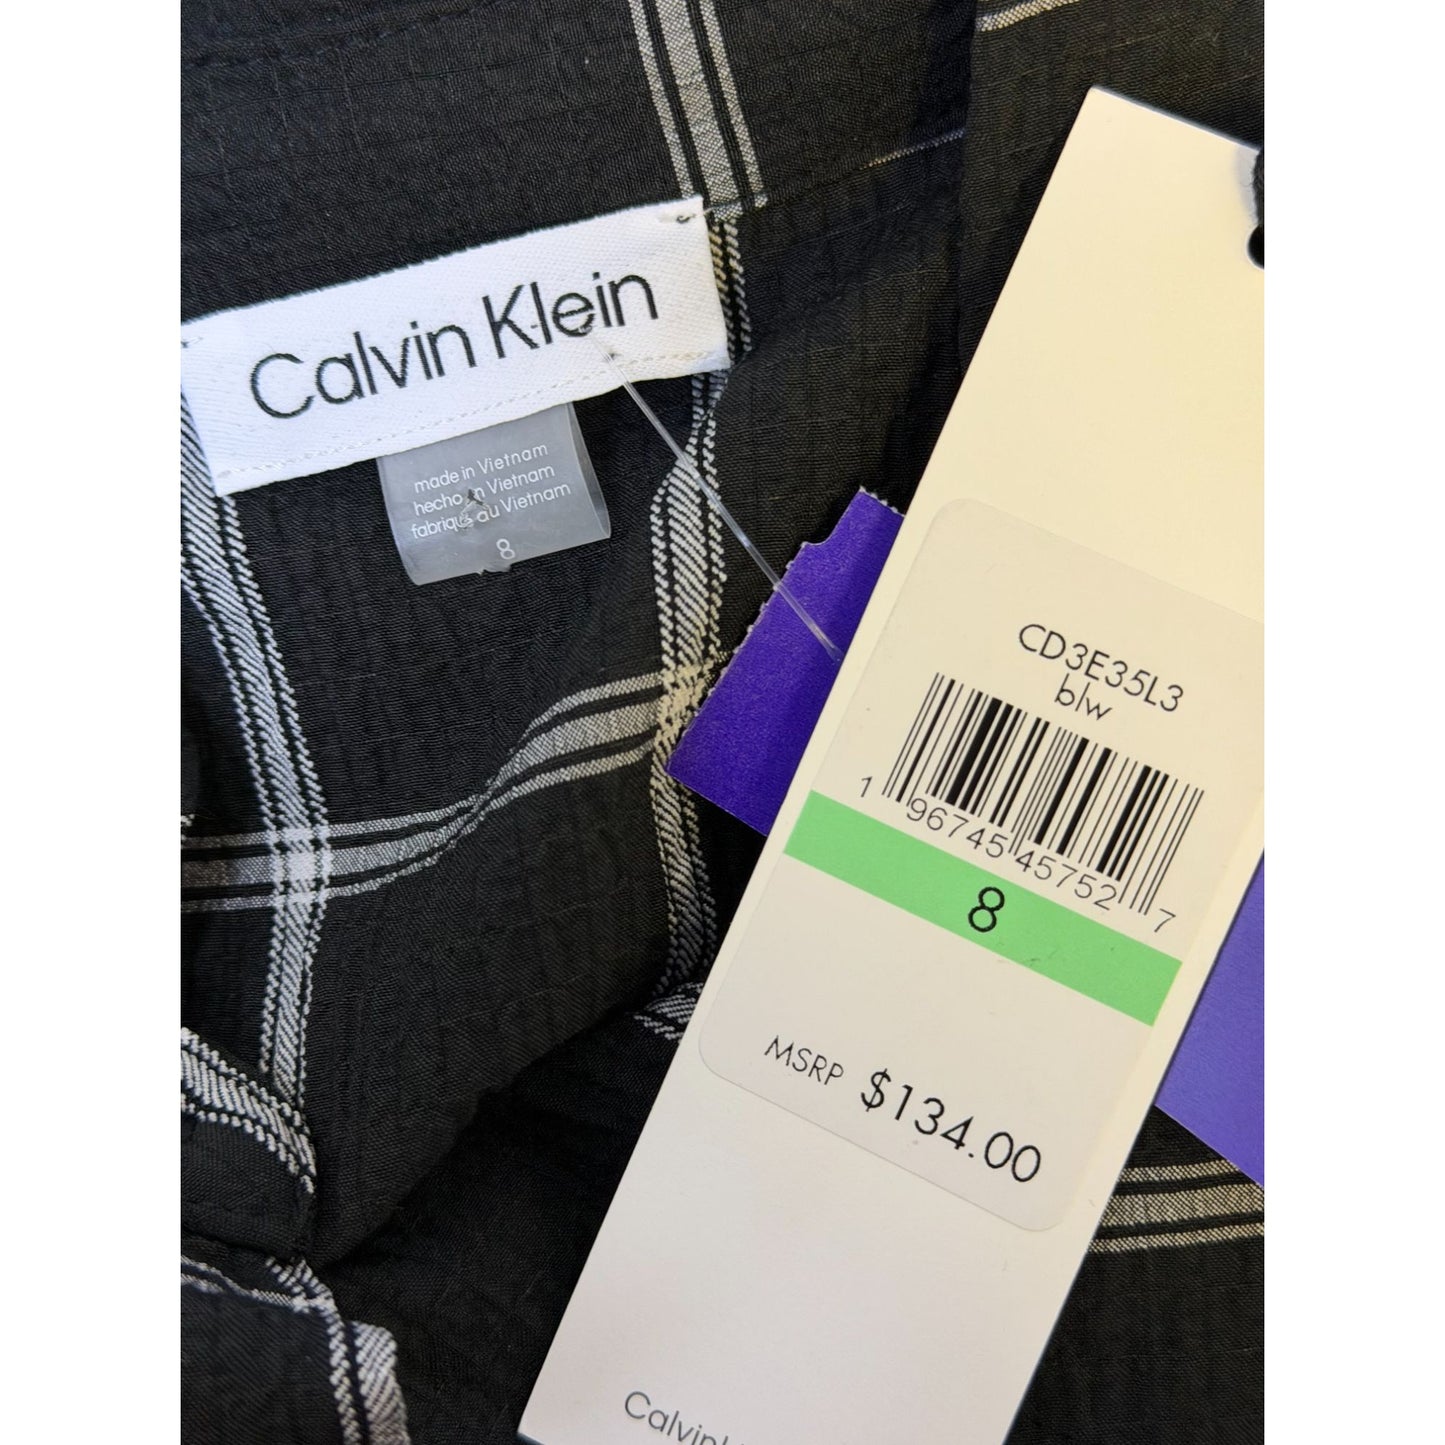 Calvin Klein
made in Vietnam
hecho en Vietnam
fabriqué au Vietnam
8
CD3E35L3
blw
1 96745 45752 7
8
MSRP $134.00
Calvin